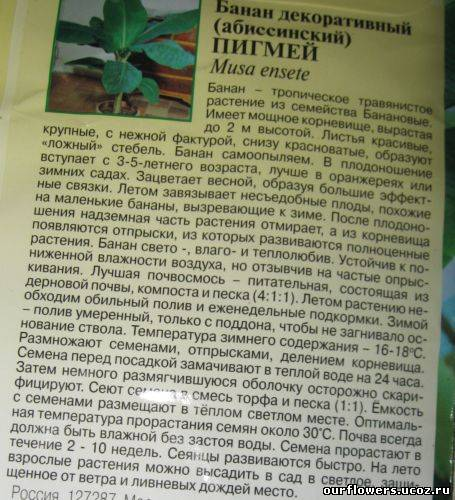 Банан декоративный
(абиссинский)
ПИГМЕЙ
Musa ensete
Банан – тропическое травянистое
растение из семейства Банановые.
Имеет мощное корневище, вырастая
до 2 м высотой. Листья красивые,
крупные, с нежной фактурой, снизу красноватые, образуют
«ложный» стебель. Банан самоопыляем. В плодоношение
вступает с 3-5-летнего возраста, лучше в оранжереях или
зимних садах. Зацветает весной, образуя большие эффект-
ные связки. Летом завязывает несъедобные плоды, похожие
на маленькие бананы, вызревающие к зиме. После плодоно-
шения надземная часть растения отмирает, а из корневища
появляются отпрыски, из которых развиваются полноценные
растения. Банан свето -, влаго- и теплолюбив. Устойчив к по-
ниженной влажности воздуха, но отзывчив на частые опрыс-
кивания. Лучшая почвосмось – питательная, состоящая из
дерновой почвы, компоста и песка (4:1:1). Летом растению не-
обходим обильный полив и еженедельные подкормки. Зимой
– полив умеренный, только с поддона, чтобы не загнивало ос-
нование ствола. Температура зимнего содержания – 16-18°С.
Размножают семенами, отпрысками, делением корневища.
Семена перед посадкой замачивают в теплой воде на 24 часа.
Затем немного размягчившуюся оболочку осторожно скари-
фицируют. Сеют семена в смесь торфа и песка (1:1). Ёмкость
с семенами размещают в тёплом светлом месте. Оптималь-
ная температура прорастания семян около 30°С. Почва всегда
должна быть влажной без застоя воды. Семена прорастают в
течение 2 - 10 недель. Сеянцы развиваются быстро. На лето
взрослые растения можно высадить в сад в светлое, защи-
щенное от ветра и ливневых дождей место.
Россия, 127287, Мос
ourflowers.ucoz.ru